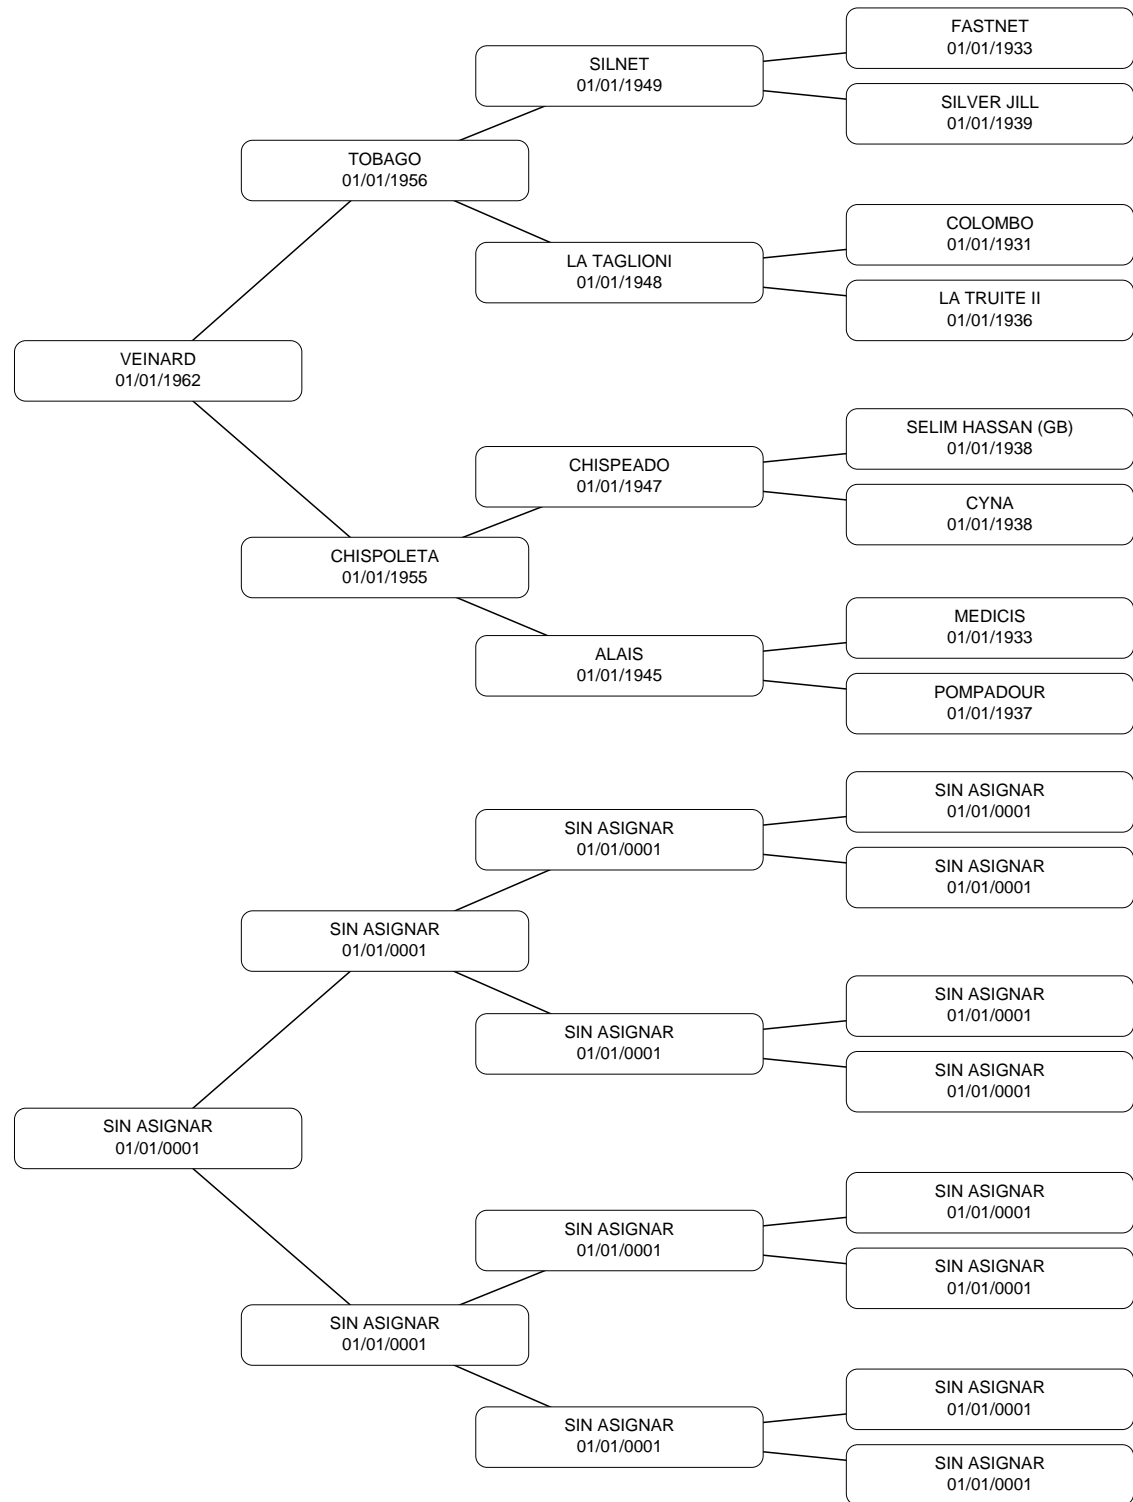 FASTNET
01/01/1933
SILNET
01/01/1949
SILVER JILL
01/01/1939
TOBAGO
01/01/1956
COLOMBO
01/01/1931
LA TAGLIONI
01/01/1948
LA TRUITE II
01/01/1936
VEINARD
01/01/1962
SELIM HASSAN (GB)
01/01/1938
CHISPEADO
01/01/1947
CYNA
01/01/1938
CHISPOLETA
01/01/1955
MEDICIS
01/01/1933
ALAIS
01/01/1945
POMPADOUR
01/01/1937
SIN ASIGNAR
01/01/0001
SIN ASIGNAR
01/01/0001
SIN ASIGNAR
01/01/0001
SIN ASIGNAR
01/01/0001
SIN ASIGNAR
01/01/0001
SIN ASIGNAR
01/01/0001
SIN ASIGNAR
01/01/0001
SIN ASIGNAR
01/01/0001
SIN ASIGNAR
01/01/0001
SIN ASIGNAR
01/01/0001
SIN ASIGNAR
01/01/0001
SIN ASIGNAR
01/01/0001
SIN ASIGNAR
01/01/0001
SIN ASIGNAR
01/01/0001
SIN ASIGNAR
01/01/0001